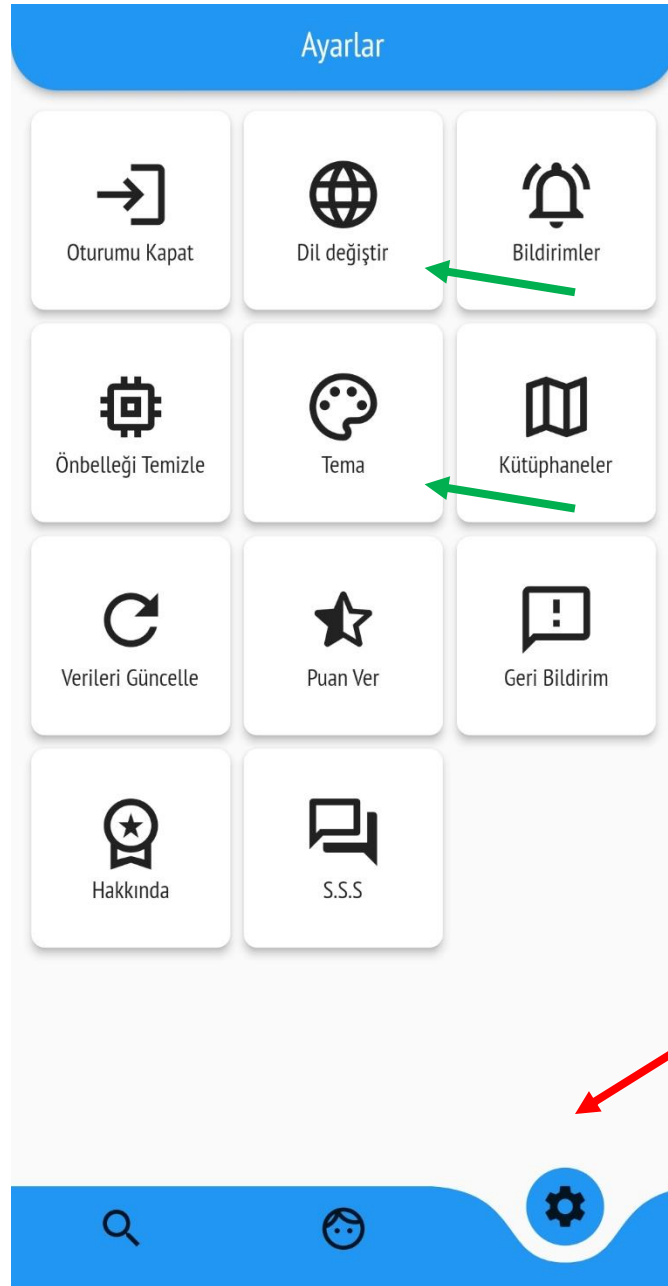 Ayarlar
Oturumu Kapat
Dil değiştir
Bildirimler
Önbelleği Temizle
Tema
Kütüphaneler
Verileri Güncelle
Puan Ver
Geri Bildirim
Hakkında
S.S.S